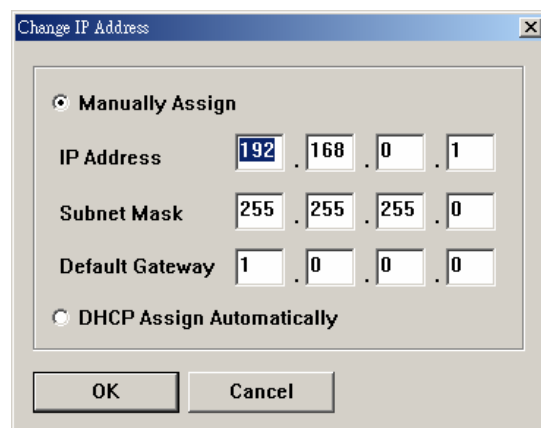 Change IP Address
Manually Assign
IP Address 192 . 168 . 0 . 1
Subnet Mask 255 . 255 . 255 . 0
Default Gateway 1 . 0 . 0 . 0
DHCP Assign Automatically
OK Cancel